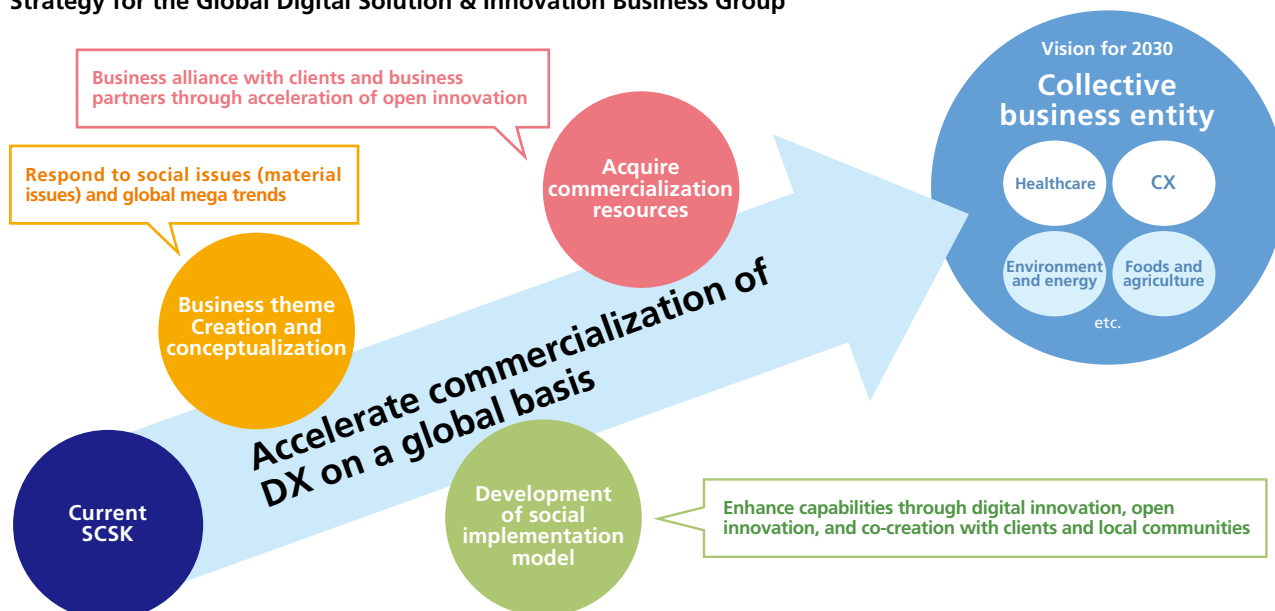 Strategy for the Global Digital Solution & Innovation Business Group
Vision for 2030
Collective
business entity
Healthcare
CX
Environment
and energy
Foods and
agriculture
etc.
Business alliance with clients and business
partners through acceleration of open innovation
Acquire
commercialization
resources
Respond to social issues (material
issues) and global mega trends
Business theme
Creation and
conceptualization
Accelerate commercialization of
DX on a global basis
Current
SCSK
Development
of social
implementation
model
Enhance capabilities through digital innovation, open
innovation, and co-creation with clients and local communities